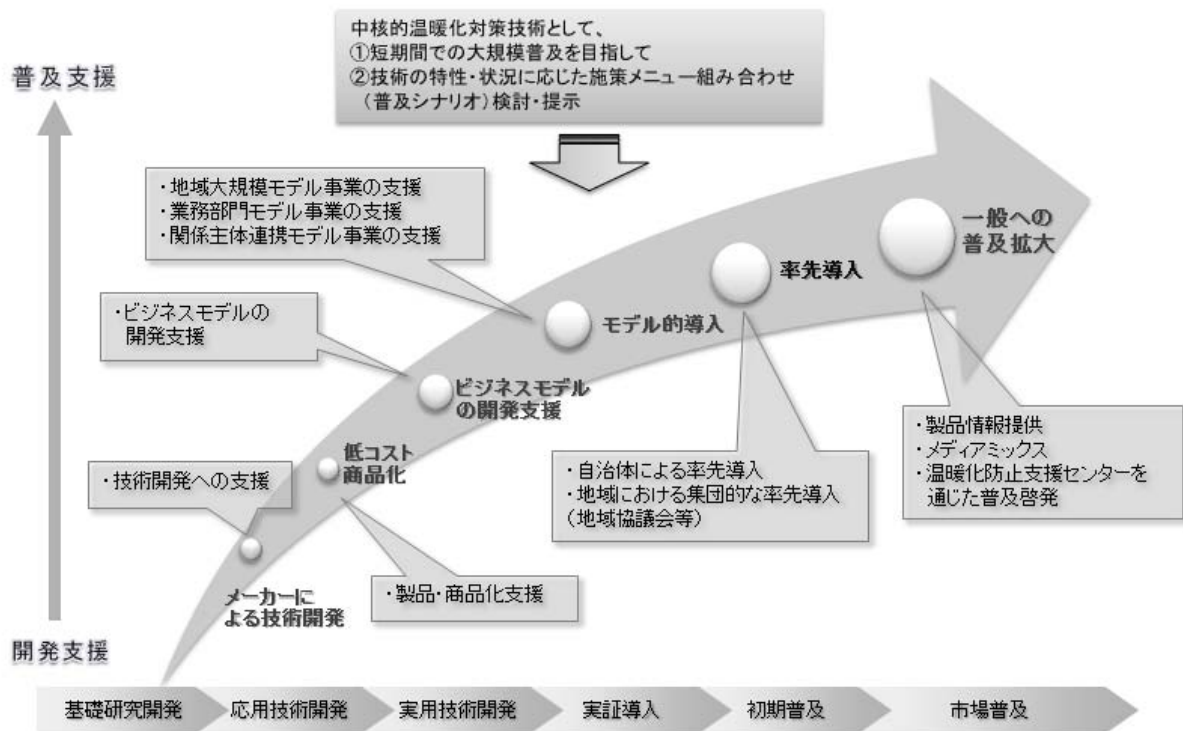 中核的温暖化対策技術として、
①短期間での大規模普及を目指して
②技術の特性・状況に応じた施策メニュー組み合わせ
（普及シナリオ）検討・提示
普及支援
・地域大規模モデル事業の支援
・業務部門モデル事業の支援
・関係主体連携モデル事業の支援
一般への
普及拡大
率先導入
・ビジネスモデルの
開発支援
モデル的導入
ビジネスモデル
の開発支援
・製品情報提供
・メディアミックス
・温暖化防止支援センターを
通じた普及啓発
低コスト
商品化
・自治体による率先導入
・地域における集団的な率先導入
（地域協議会等）
・技術開発への支援
・製品・商品化支援
メーカーに
よる技術開発
開発支援
基礎研究開発
応用技術開発
実用技術開発
実証導入
初期普及
市場普及